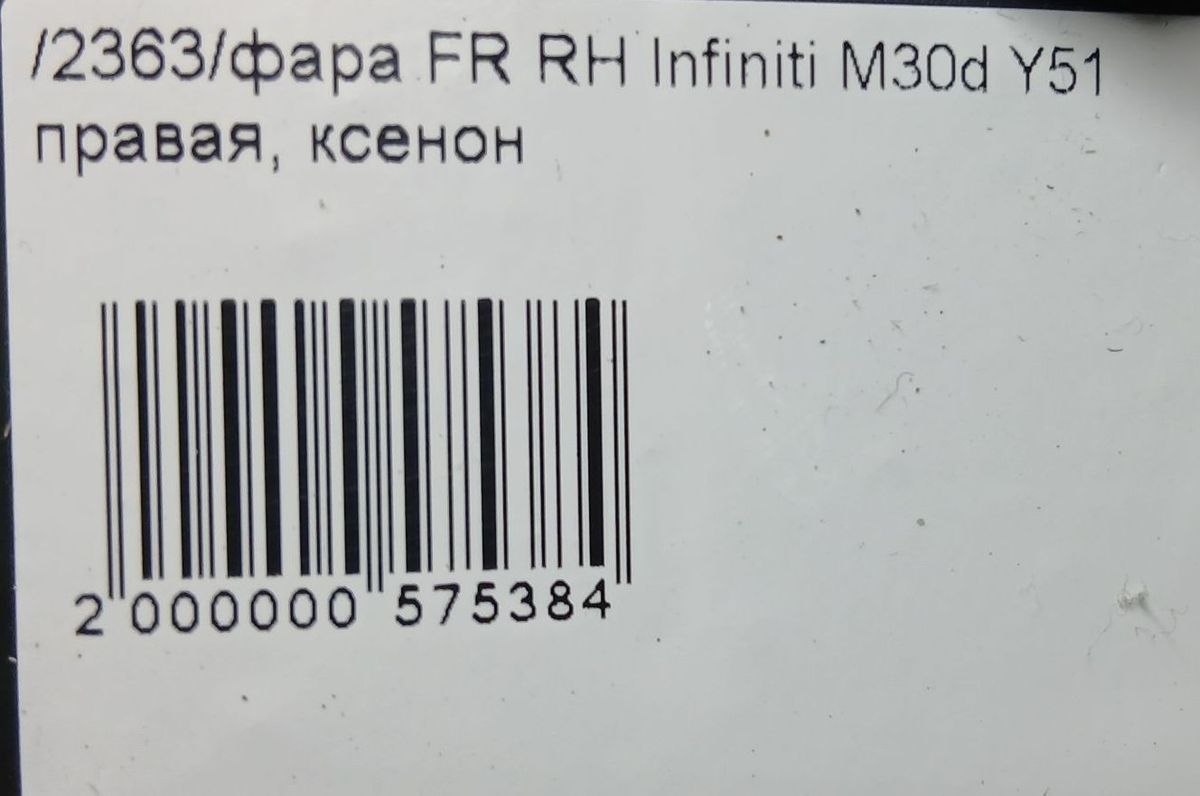 /2363/фара FR RH Infiniti M30d Y51
правая, ксенон
2 000000 575384